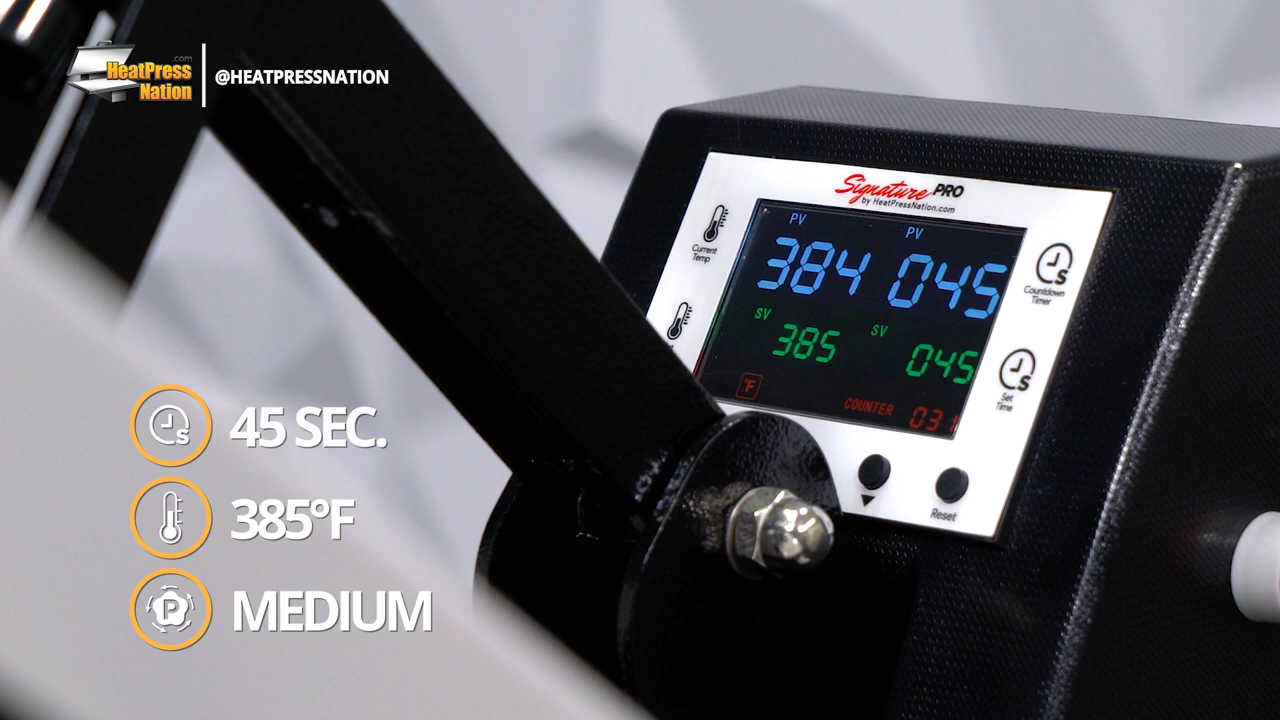 .com
HeatPress
Nation
@HEATPRESSNATION
Signature PRO
by HeatPressNation.com
PV
PV
384
045
SV
SV
385
045
°F
COUNTER 031
Current
Temp
Countdown
Timer
Set
Time
Reset
S
S
S
45 SEC.
385°F
P
MEDIUM